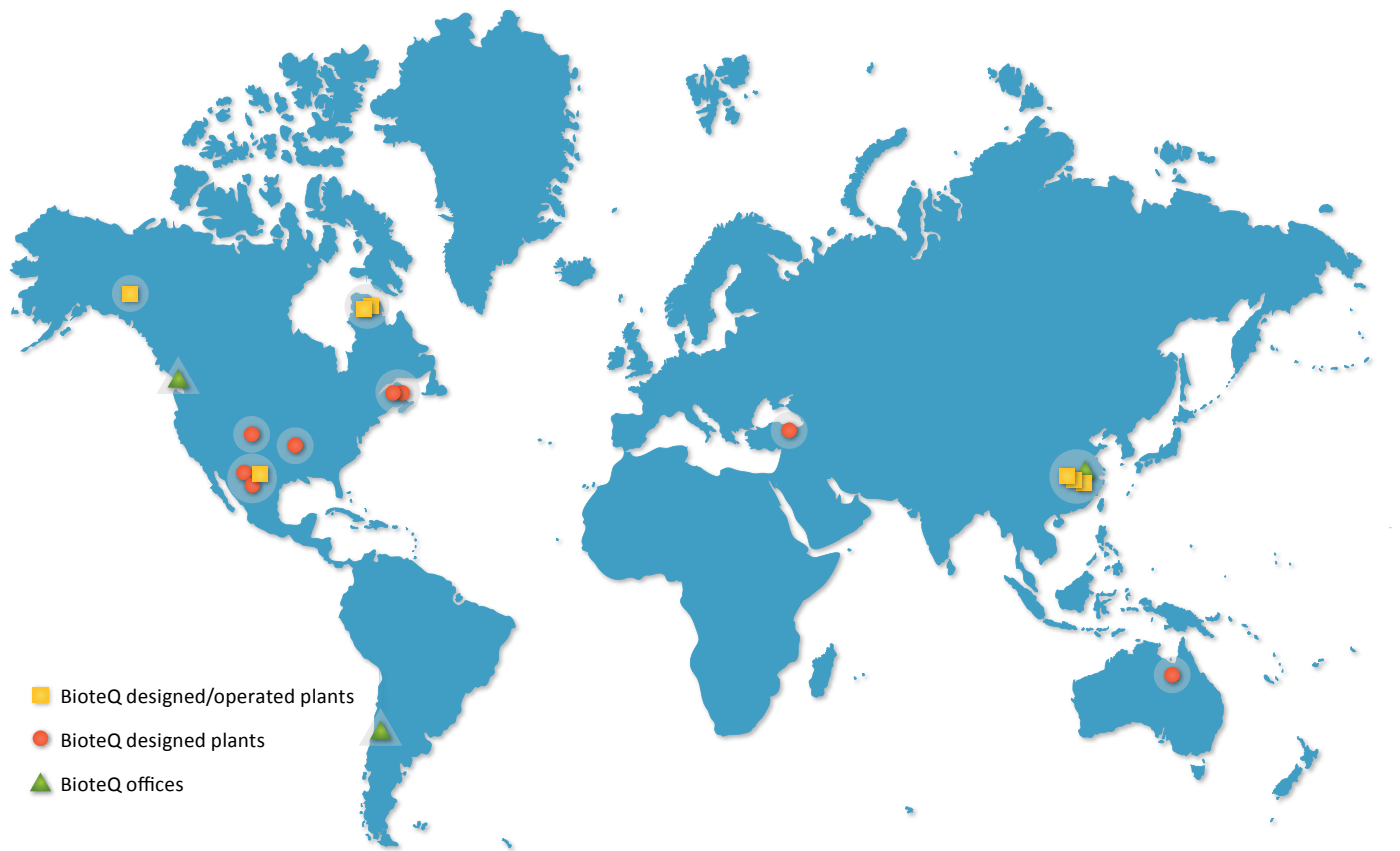 BioteQ designed/operated plants
BioteQ designed plants
BioteQ offices